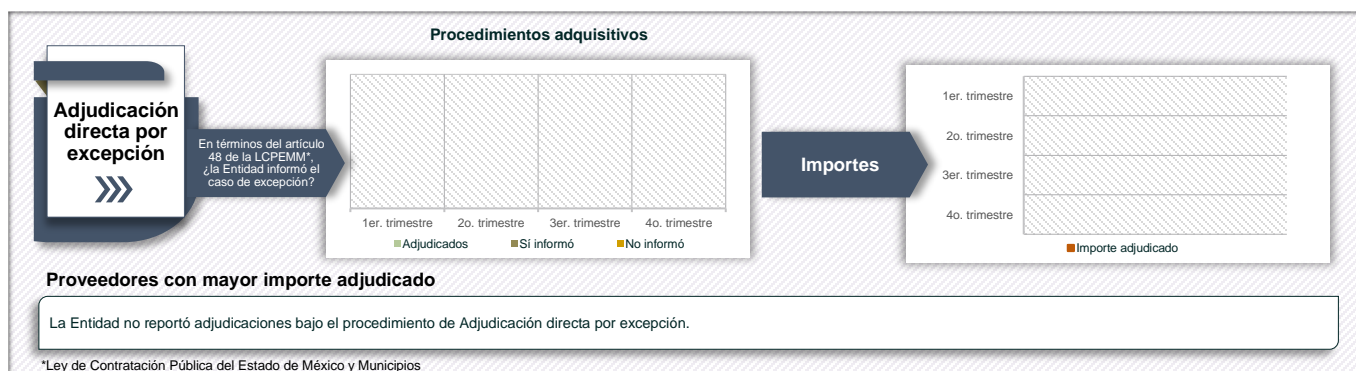 Procedimientos adquisitivos
Adjudicación
directa por
excepción
En términos del artículo
48 de la LCPEMM*,
¿la Entidad informó el
caso de excepción?
1er. trimestre 2o. trimestre 3er. trimestre 4o. trimestre
Adjudicados Sí informó No informó
Importes
1er. trimestre
2o. trimestre
3er. trimestre
4o. trimestre
Importe adjudicado
Proveedores con mayor importe adjudicado
La Entidad no reportó adjudicaciones bajo el procedimiento de Adjudicación directa por excepción.
*Ley de Contratación Pública del Estado de México y Municipios